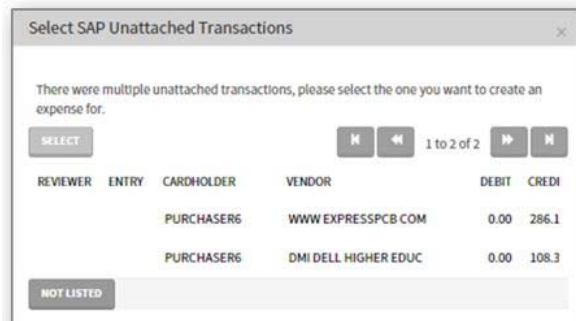 Select SAP Unattached Transactions ×
There were multiple unattached transactions, please select the one you want to create an
expense for.
SELECT 1 to 2 of 2
REVIEWER ENTRY CARDHOLDER VENDOR DEBIT CREDI
PURCHASER6 WWW EXPRESSPCB COM 0.00 286.1
PURCHASER6 DMI DELL HIGHER EDUC 0.00 108.3
NOT LISTED